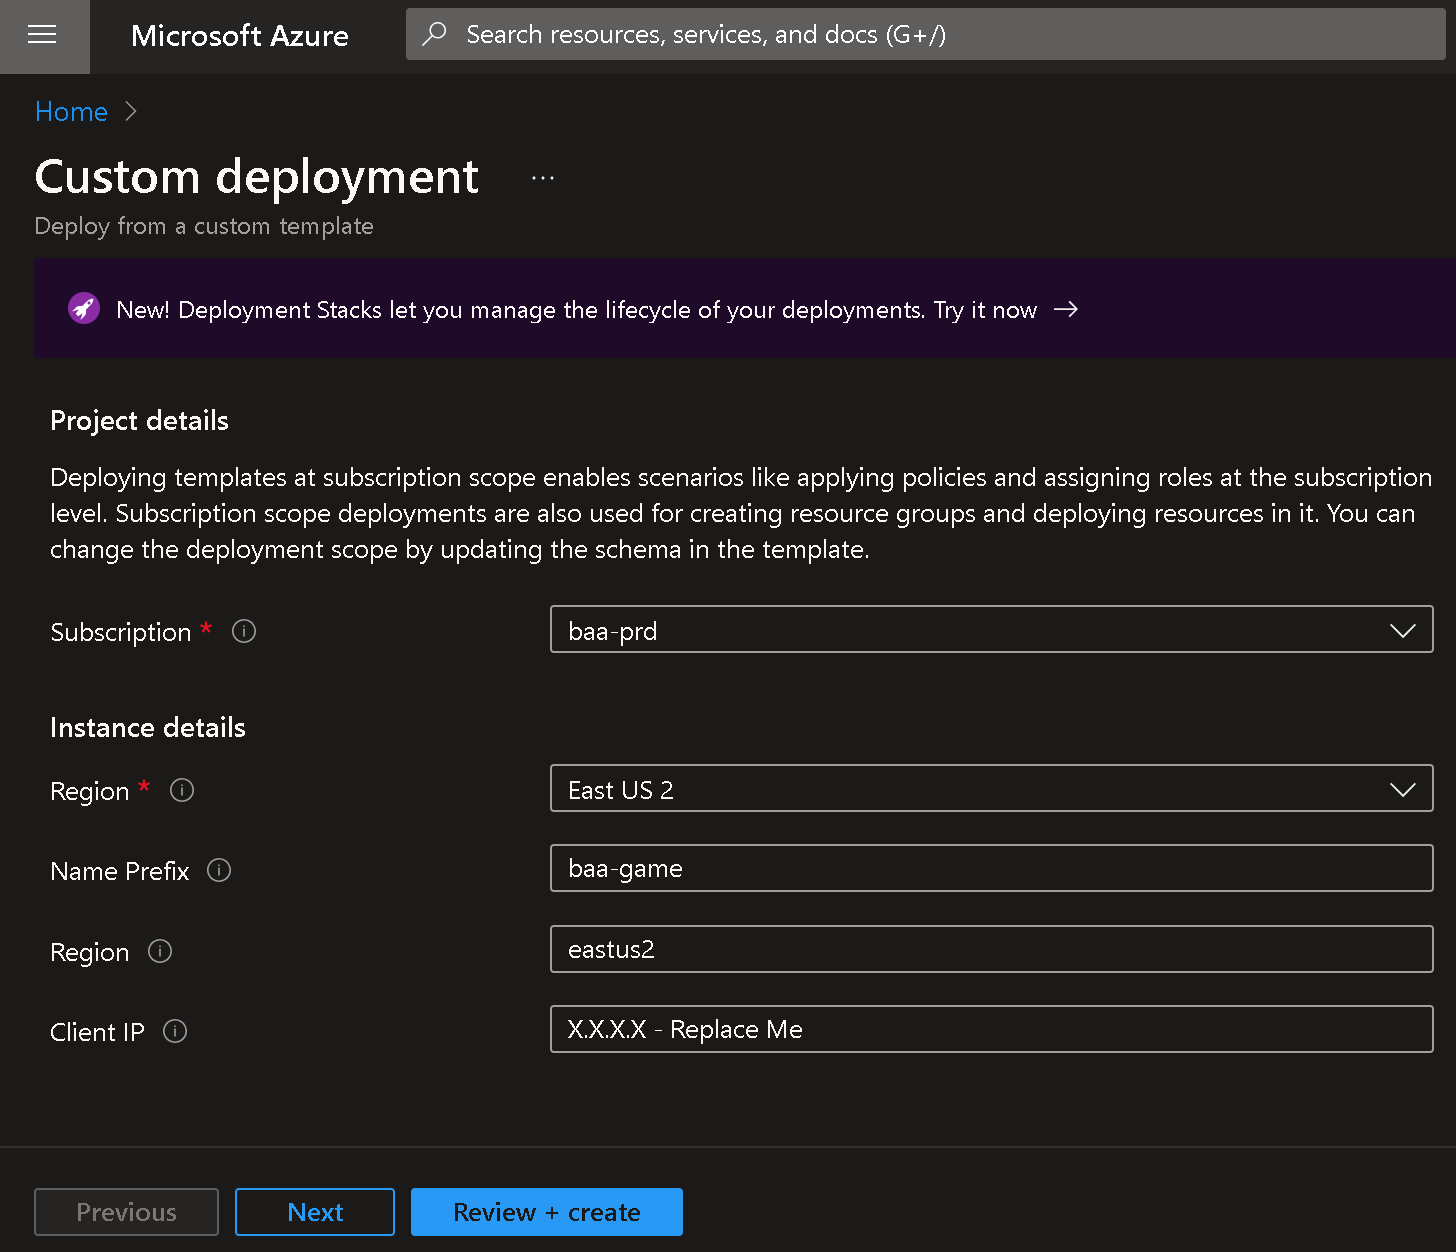 Microsoft Azure
Search resources, services, and docs (G+/)
Home
Custom deployment ...
Deploy from a custom template
New! Deployment Stacks let you manage the lifecycle of your deployments. Try it now →
Project details
Deploying templates at subscription scope enables scenarios like applying policies and assigning roles at the subscription
level. Subscription scope deployments are also used for creating resource groups and deploying resources in it. You can
change the deployment scope by updating the schema in the template.
Subscription * baa-prd
Instance details
Region * East US 2
Name Prefix baa-game
Region eastus2
Client IP X.X.X.X - Replace Me
Previous Next Review + create